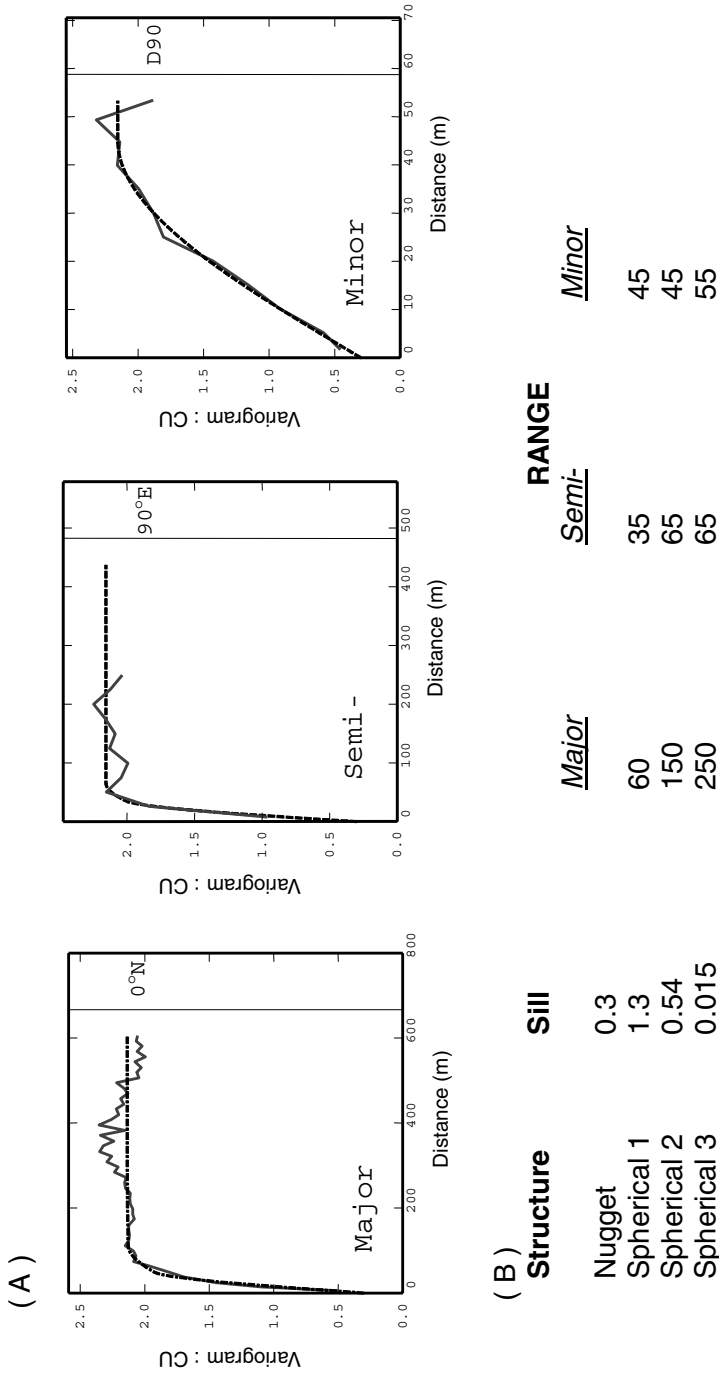 ( A )
Variogram : CU
2.0
1.5
1.0
0.5
0.0
0°N
Major
0 200 400 600 800
Distance (m)
Variogram : CU
2.0
1.5
1.0
0.5
0.0
90°E
Semi-
0 100 200 300 400 500
Distance (m)
Variogram : CU
2.5
2.0
1.5
1.0
0.5
0.0
D90
Minor
0 10 20 30 40 50 60 70
Distance (m)
( B )
RANGE
Structure Sill Major Semi- Minor
Nugget 0.3
Spherical 1 1.3 60 35 45
Spherical 2 0.54 150 65 45
Spherical 3 0.015 250 65 55